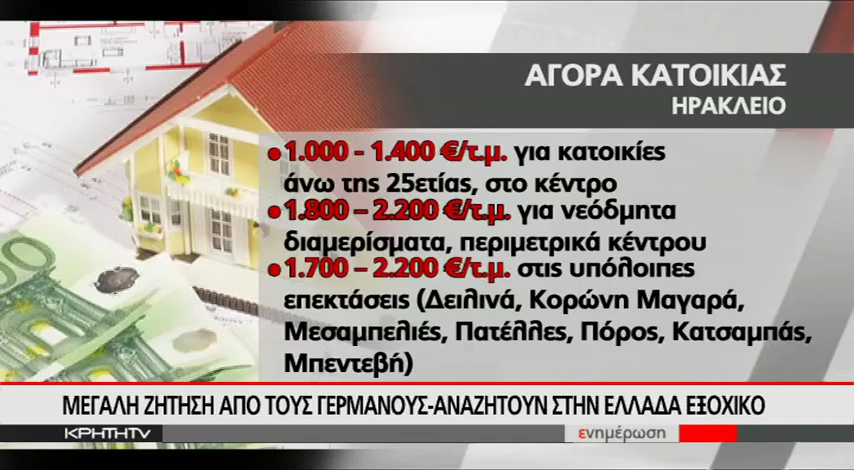 ΑΓΟΡΑ ΚΑΤΟΙΚΙΑΣ
ΗΡΑΚΛΕΙΟ
• 1.000 - 1.400 €/τ.μ. για κατοικίες
άνω της 25ετίας, στο κέντρο
• 1.800 – 2.200 €/τ.μ. για νεόδμητα
διαμερίσματα, περιμετρικά κέντρου
• 1.700 – 2.200 €/τ.μ. στις υπόλοιπες
επεκτάσεις (Δειλινά, Κορώνη Μαγαρά,
Μεσαμπελιές, Πατέλλες, Πόρος, Κατσαμπάς,
Μπεντεβή)
ΜΕΓΑΛΗ ΖΗΤΗΣΗ ΑΠΟ ΤΟΥΣ ΓΕΡΜΑΝΟΥΣ-ΑΝΑΖΗΤΟΥΝ ΣΤΗΝ ΕΛΛΑΔΑ ΕΞΟΧΙΚΟ
ΚΡΗΤΗTV
ενημέρωση